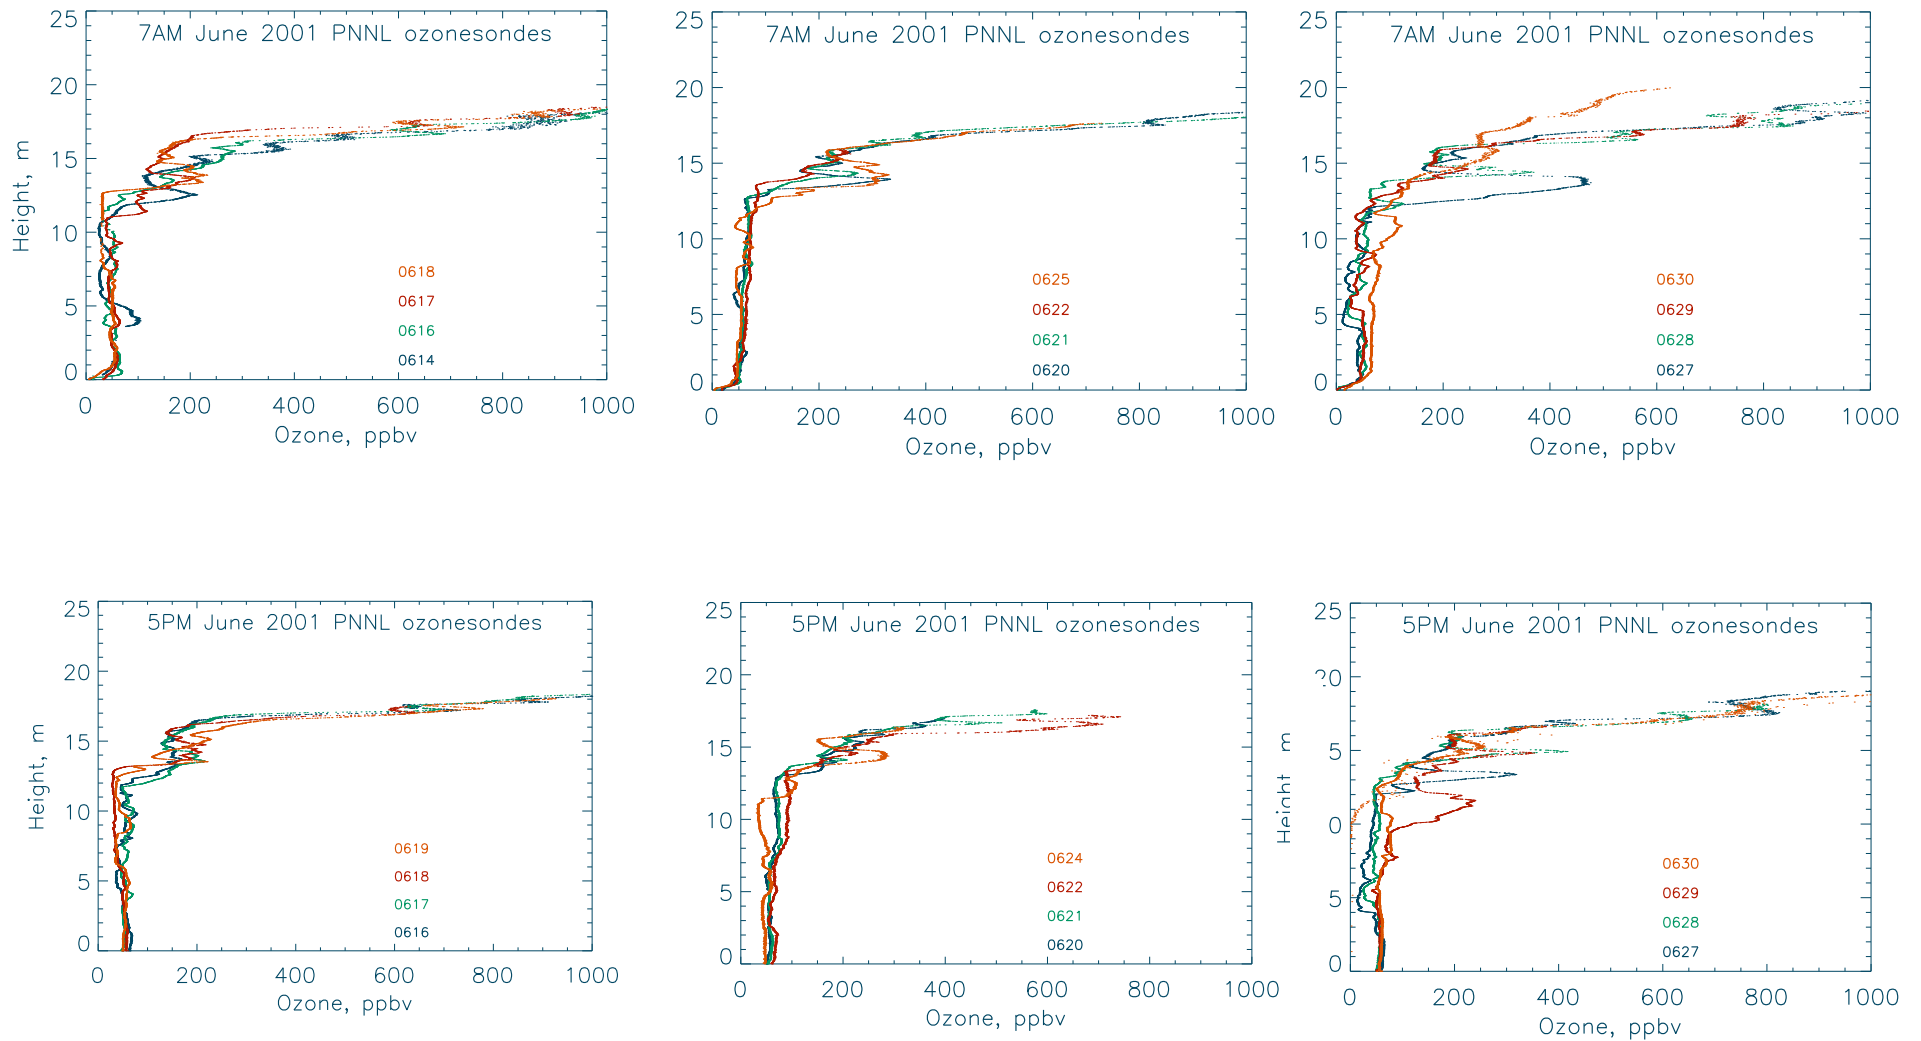 7AM June 2001 PNNL ozonesondes
25
20
15
10
5
0
Height, m
0618
0617
0616
0614
0 200 400 600 800 1000
Ozone, ppbv
7AM June 2001 PNNL ozonesondes
25
20
15
10
5
0
0625
0622
0621
0620
0 200 400 600 800 1000
Ozone, ppbv
7AM June 2001 PNNL ozonesondes
25
20
15
10
5
0
0630
0629
0628
0627
0 200 400 600 800 1000
Ozone, ppbv
5PM June 2001 PNNL ozonesondes
25
20
15
10
5
0
Height, m
0619
0618
0617
0616
0 200 400 600 800 1000
Ozone, ppbv
5PM June 2001 PNNL ozonesondes
25
20
15
10
5
0
0624
0622
0621
0620
0 200 400 600 800 1000
Ozone, ppbv
5PM June 2001 PNNL ozonesondes
25
20
5
0
5
0
Height m
0630
0629
0628
0627
0 200 400 600 800 1000
Ozone, ppbv